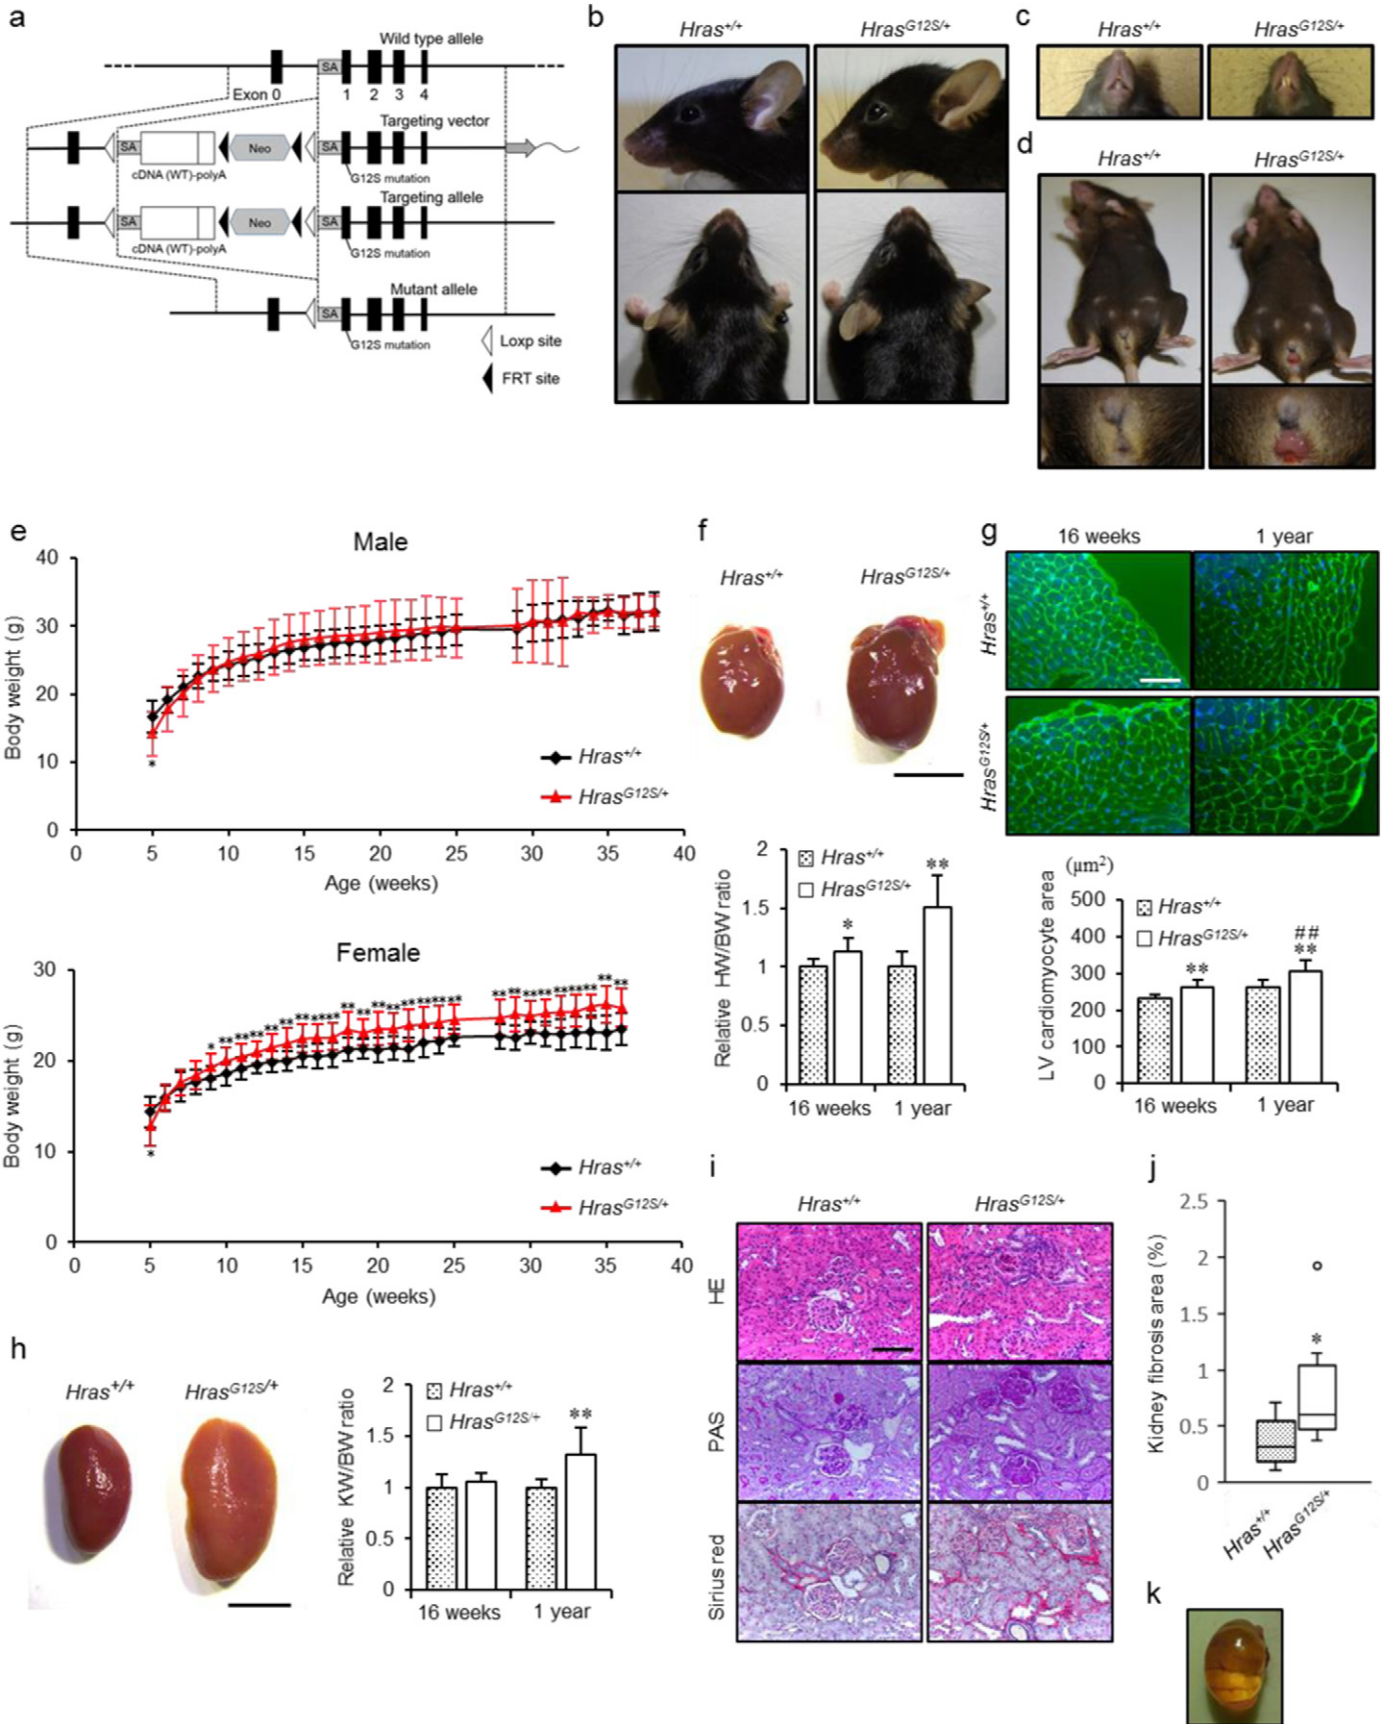 a
Wild type allele
SA
Exon 0
1 2 3 4
Targeting vector
SA
Neo
SA
cDNA (WT)-polyA
G12S mutation
Targeting allele
SA
Neo
SA
cDNA (WT)-polyA
G12S mutation
Mutant allele
SA
G12S mutation
Loxp site
FRT site
b
Hras+/+
HrasG12S/+
c
Hras+/+
HrasG12S/+
d
Hras+/+
HrasG12S/+
e
Male
Body weight (g)
40
30
20
10
0
*
Hras+/+
HrasG12S/+
0 5 10 15 20 25 30 35 40
Age (weeks)
Female
Body weight (g)
30
20
10
0
*
Hras+/+
HrasG12S/+
0 5 10 15 20 25 30 35 40
Age (weeks)
f
Hras+/+
HrasG12S/+
Relative HW/BW ratio
2
1.5
1
0.5
0
Hras+/+
HrasG12S/+
*
**
16 weeks
1 year
g
16 weeks
1 year
Hras+/+
HrasG12S/+
(μm2)
LV cardiomyocyte area
500
400
300
200
100
0
Hras+/+
HrasG12S/+
**
##
**
16 weeks
1 year
h
Hras+/+
HrasG12S/+
Relative KW/BW ratio
2
1.5
1
0.5
0
Hras+/+
HrasG12S/+
**
16 weeks
1 year
i
Hras+/+
HrasG12S/+
HE
PAS
Sirius red
j
Kidney fibrosis area (%)
2.5
2
1.5
1
0.5
0
*
Hras+/+
HrasG12S/+
k